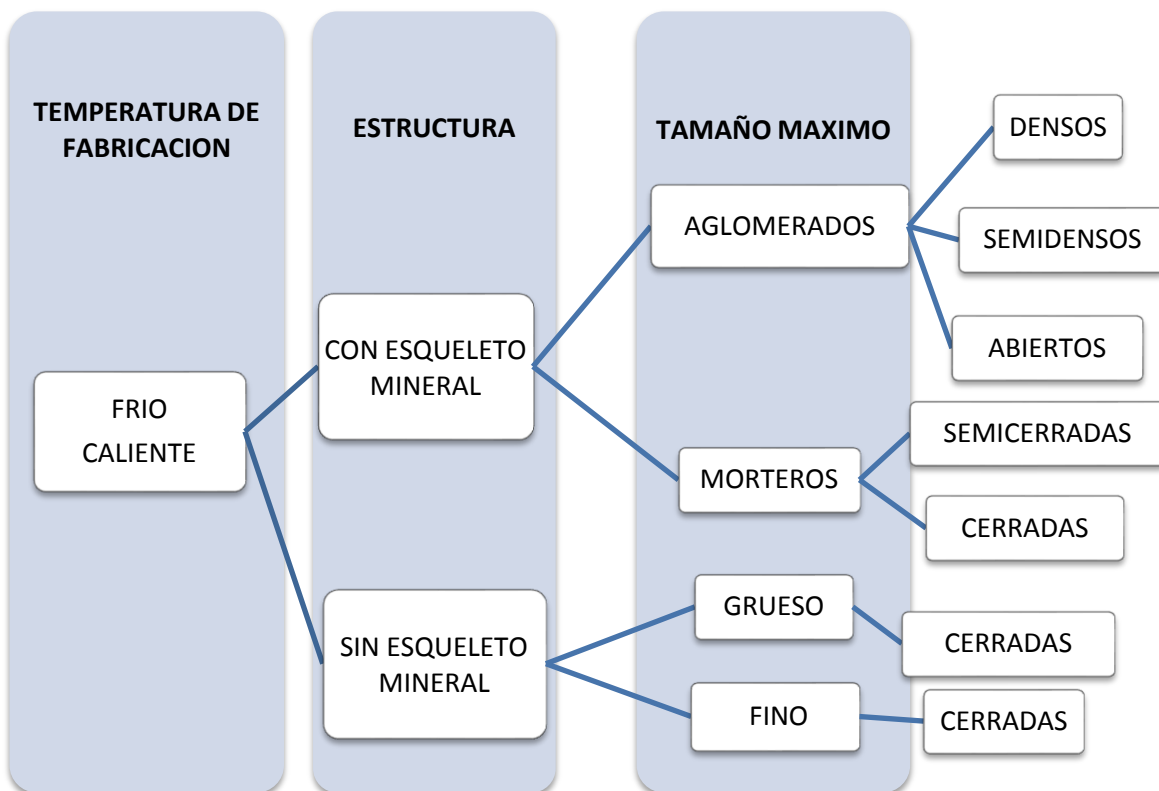 TEMPERATURA DE
FABRICACION
ESTRUCTURA
TAMAÑO MAXIMO
FRIO
CALIENTE
CON ESQUELETO
MINERAL
SIN ESQUELETO
MINERAL
AGLOMERADOS
MORTEROS
GRUESO
FINO
DENSOS
SEMIDENSOS
ABIERTOS
SEMICERRADAS
CERRADAS
CERRADAS
CERRADAS